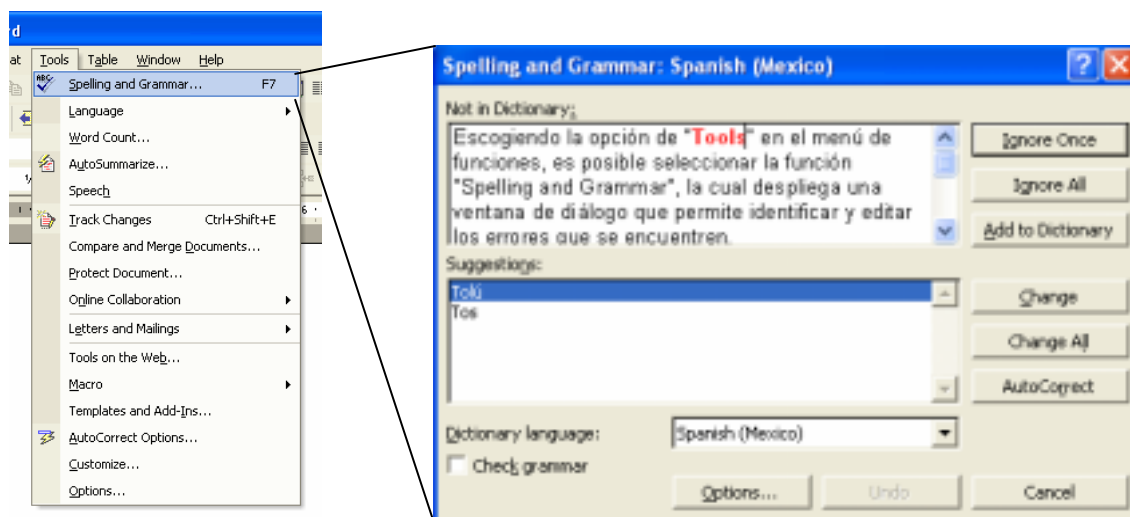 rd
at Tools Table Window Help
Spelling and Grammar... F7
Language
Word Count...
AutoSummarize...
Speech
Track Changes Ctrl+Shift+E
Compare and Merge Documents...
Protect Document...
Online Collaboration
Letters and Mailings
Tools on the Web...
Macro
Templates and Add-Ins...
AutoCorrect Options...
Customize...
Options...
Spelling and Grammar: Spanish (Mexico)
Not in Dictionary:
Escogiendo la opción de "Tools" en el menú de
funciones, es posible seleccionar la función
"Spelling and Grammar", la cual despliega una
ventana de diálogo que permite identificar y editar
los errores que se encuentren.
Ignore Once
Ignore All
Add to Dictionary
Suggestions:
Tolú
Tos
Change
Change All
AutoCorrect
Dictionary language: Spanish (Mexico)
Check grammar
Options... Undo Cancel